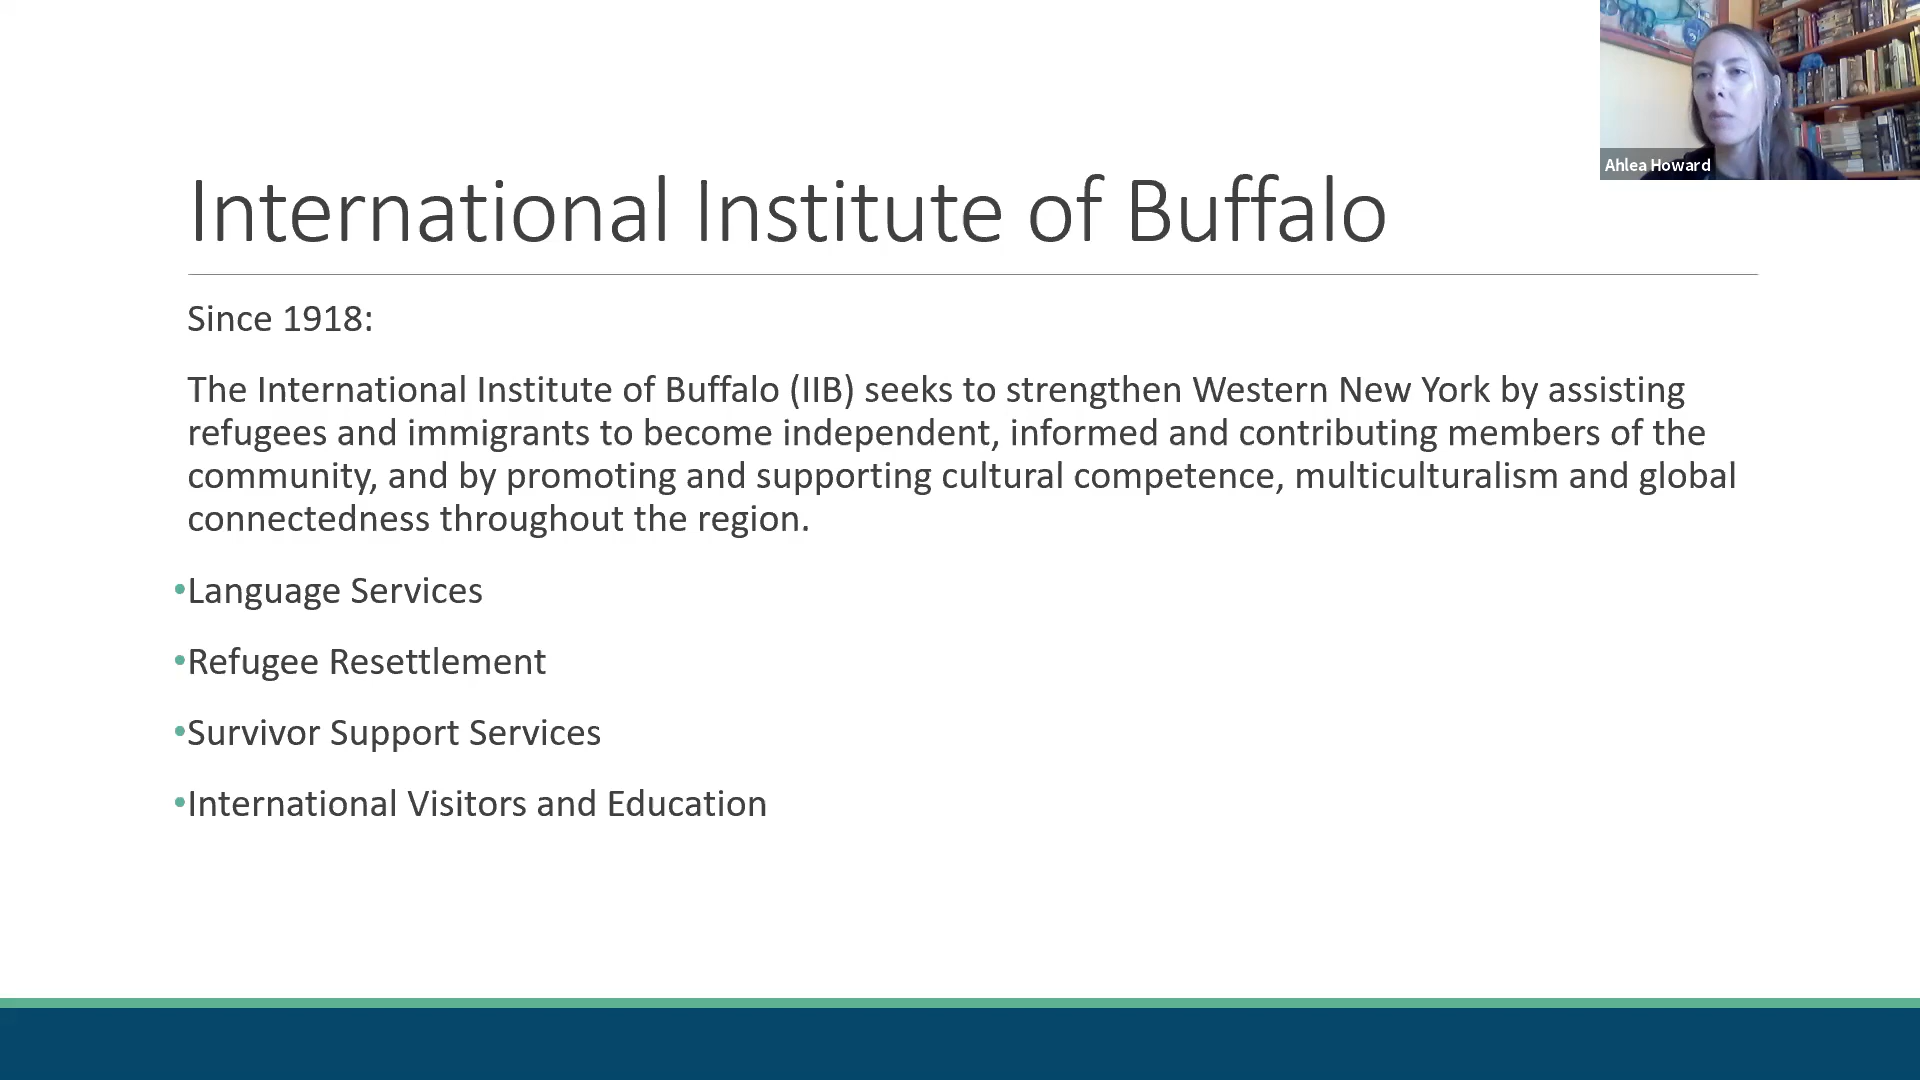 Ahlea Howard
International Institute of Buffalo
Since 1918:
The International Institute of Buffalo (IIB) seeks to strengthen Western New York by assisting
refugees and immigrants to become independent, informed and contributing members of the
community, and by promoting and supporting cultural competence, multiculturalism and global
connectedness throughout the region.
•Language Services
•Refugee Resettlement
•Survivor Support Services
•International Visitors and Education